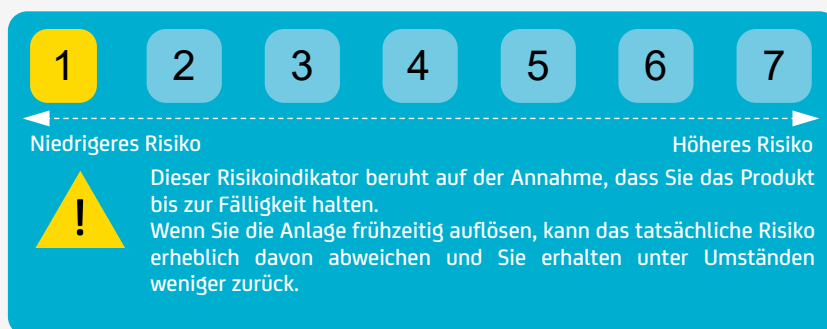 1 2 3 4 5 6 7
Niedrigeres Risiko Höheres Risiko
Dieser Risikoindikator beruht auf der Annahme, dass Sie das Produkt
bis zur Fälligkeit halten.
Wenn Sie die Anlage frühzeitig auflösen, kann das tatsächliche Risiko
erheblich davon abweichen und Sie erhalten unter Umständen
weniger zurück.
!